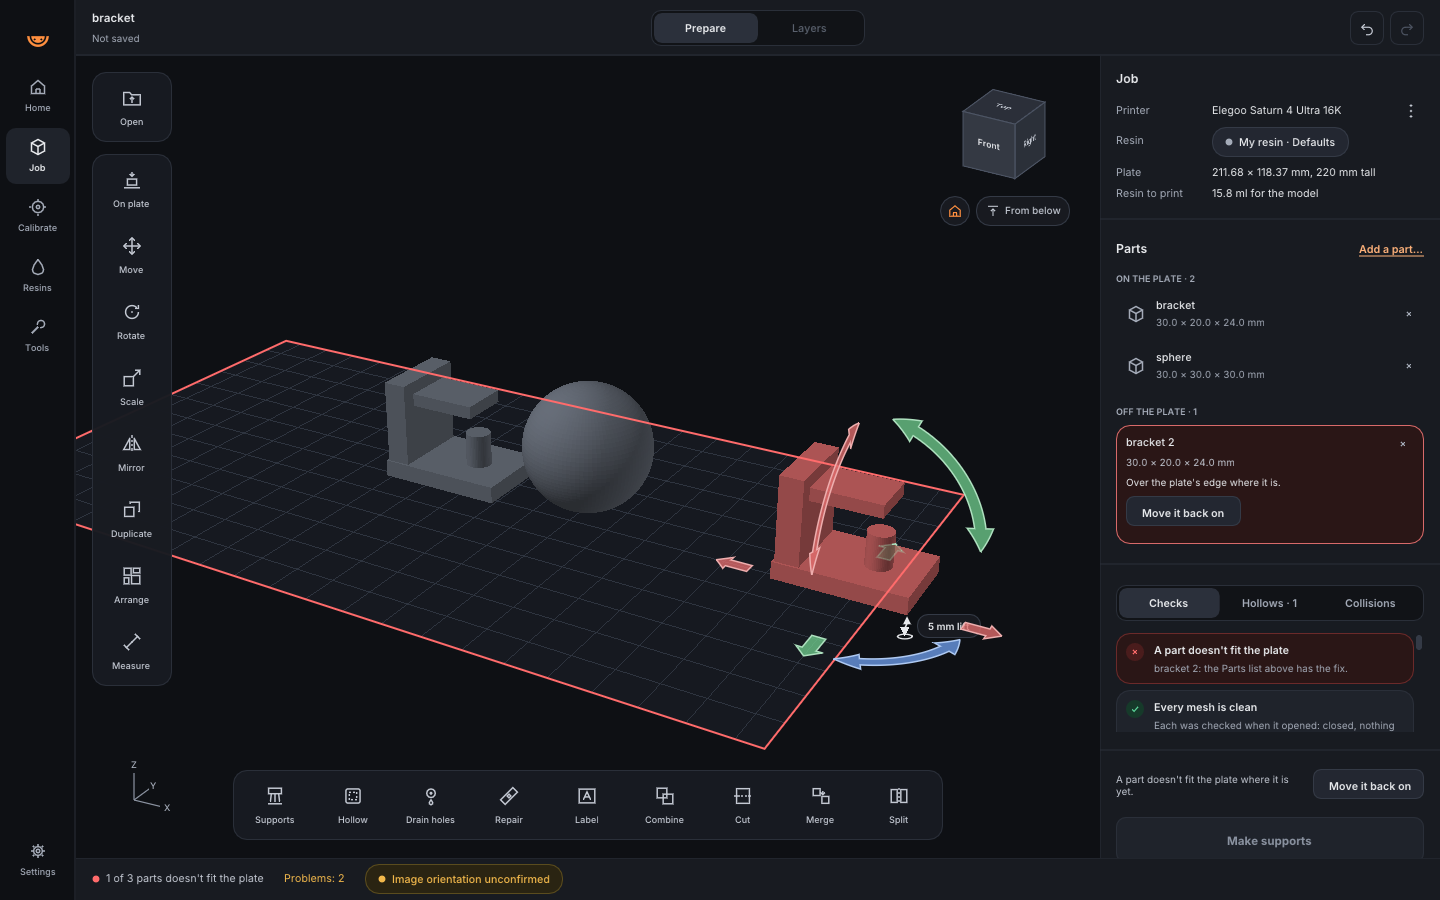 bracket
Not saved
Prepare
Layers
Home
Job
Calibrate
Resins
Tools
Settings
Open
On plate
Move
Rotate
Scale
Mirror
Duplicate
Arrange
Measure
Top
Front
Right
From below
5 mm li
Z
Y
X
Supports
Hollow
Drain holes
Repair
Label
Combine
Cut
Merge
Split
Job
Printer Elegoo Saturn 4 Ultra 16K
Resin My resin · Defaults
Plate 211.68 × 118.37 mm, 220 mm tall
Resin to print 15.8 ml for the model
Parts Add a part...
ON THE PLATE · 2
bracket
30.0 × 20.0 × 24.0 mm
sphere
30.0 × 30.0 × 30.0 mm
OFF THE PLATE · 1
bracket 2
30.0 × 20.0 × 24.0 mm
Over the plate's edge where it is.
Move it back on
Checks Hollows · 1 Collisions
A part doesn't fit the plate
bracket 2: the Parts list above has the fix.
Every mesh is clean
Each was checked when it opened: closed, nothing
A part doesn't fit the plate where it is
yet.
Move it back on
Make supports
1 of 3 parts doesn't fit the plate Problems: 2 Image orientation unconfirmed